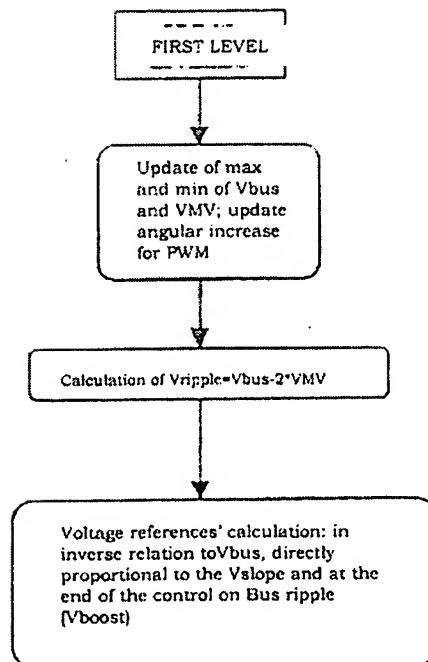 FIRST LEVEL
Update of max
and min of Vbus
and VMV; update
angular increase
for PWM
Calculation of Vripple=Vbus-2*VMV
Voltage references' calculation: in
inverse relation toVbus, directly
proportional to the Vslope and at the
end of the control on Bus ripple
(Vboost)